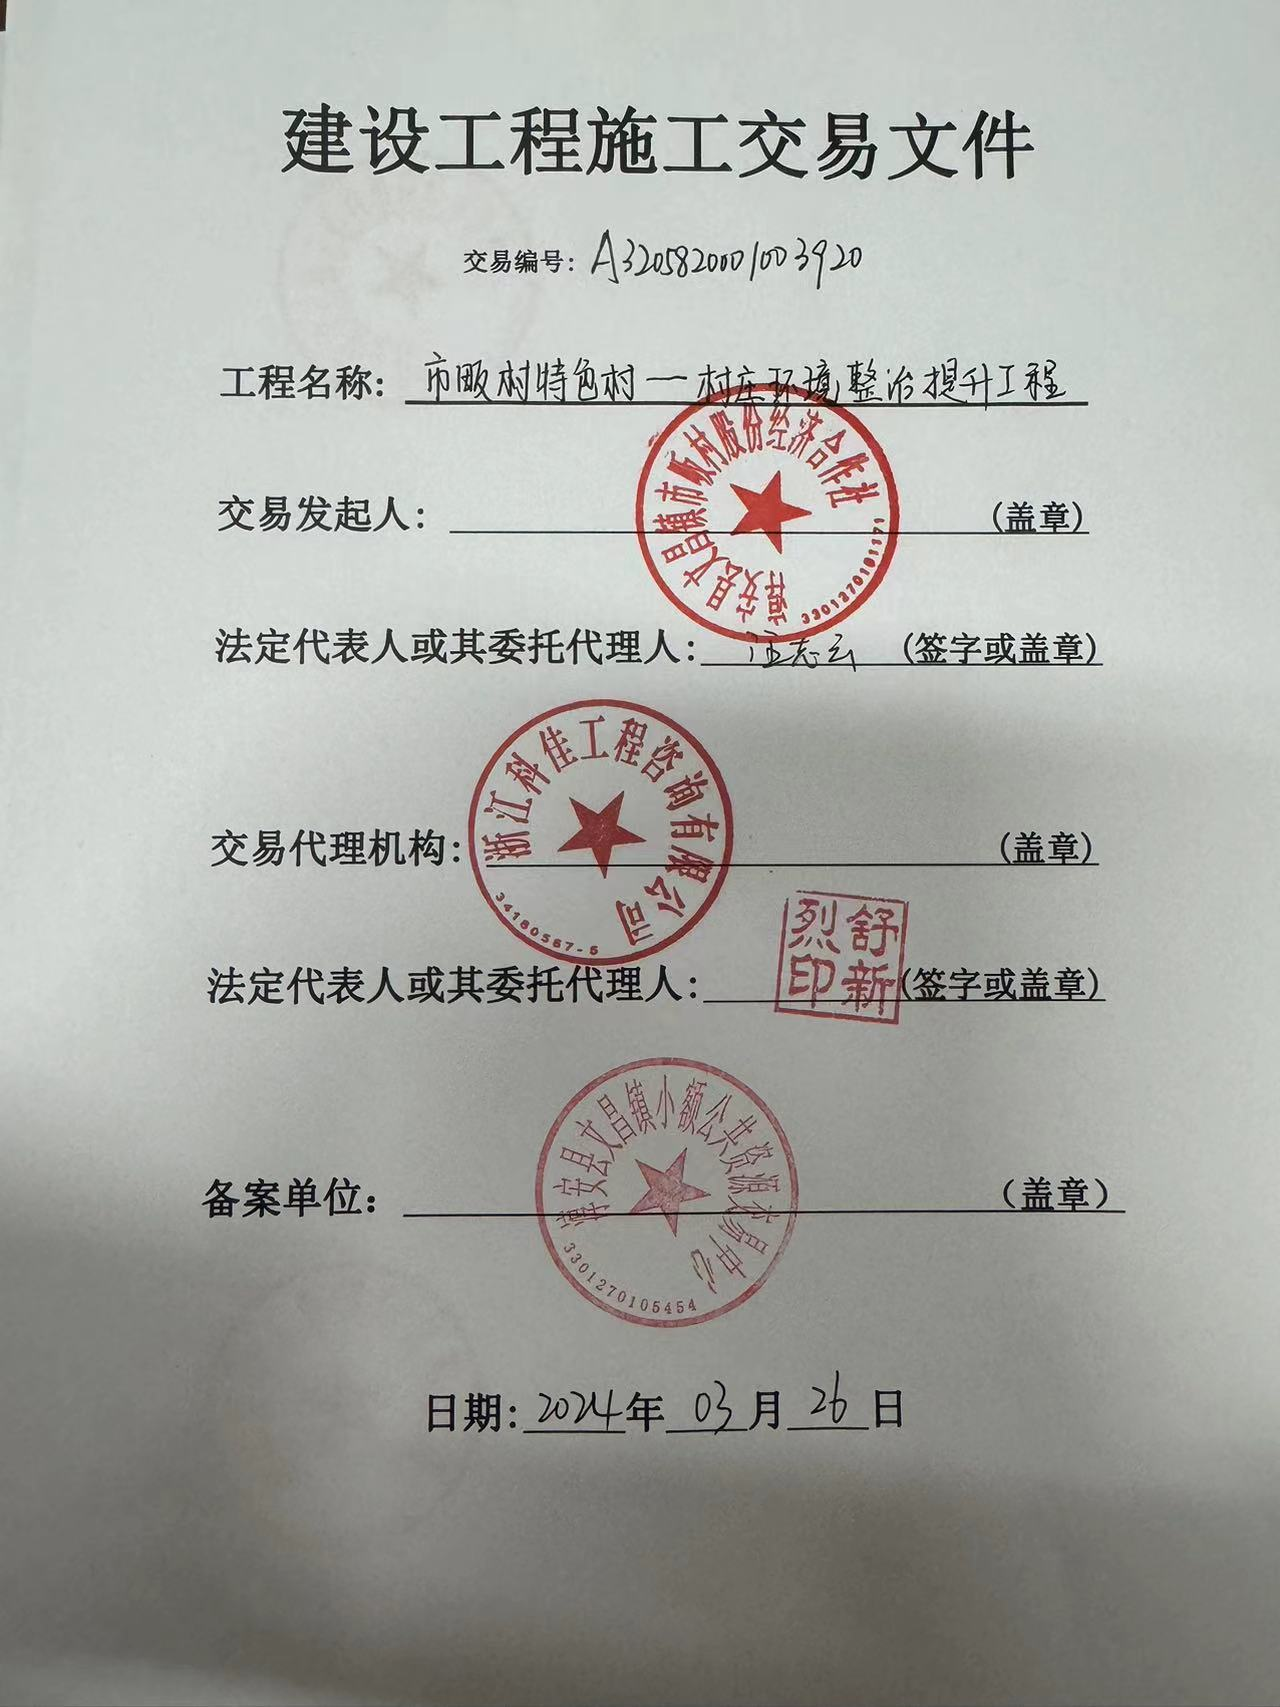 建设工程施工交易文件
交易编号：A3205820001003920
工程名称：市畈村特色村一村庄环境整治提升工程
交易发起人：(盖章)
淳安县文昌镇市畈村股份经济合作社
3301270101171
法定代表人或其委托代理人：汪志云(签字或盖章)
交易代理机构：(盖章)
浙江科佳工程咨询有限公司
34180567-5
法定代表人或其委托代理人：(签字或盖章)
舒新烈印
备案单位：（盖章）
淳安县文昌镇小额公共资源交易中心
3301270105454
日期：2024年03月26日